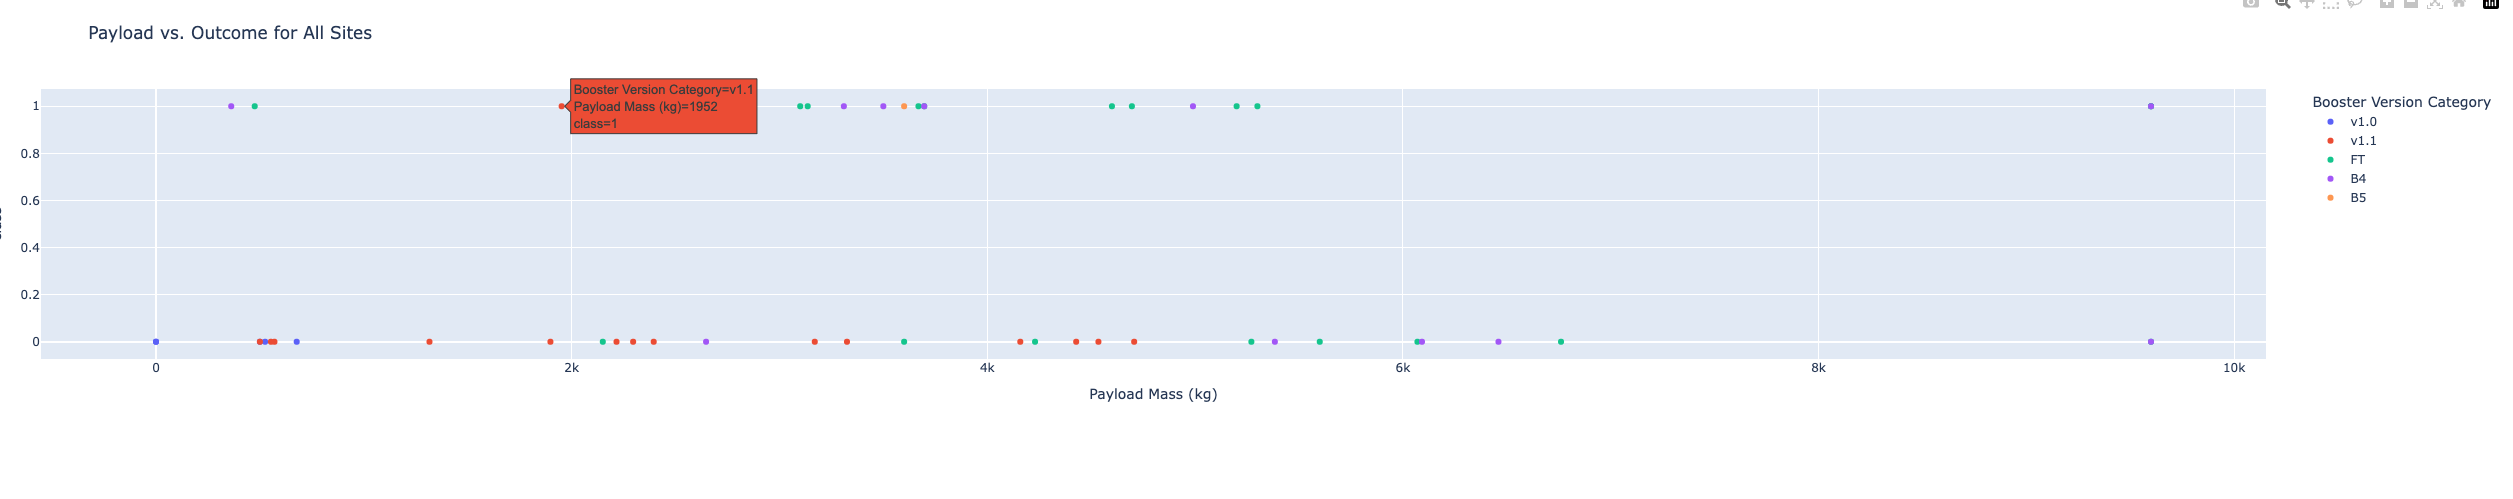 Payload vs. Outcome for All Sites
Booster Version Category=v1.1
Payload Mass (kg)=1952
class=1
1
0.8
0.6
0.4
0.2
0
0
2k
4k
6k
8k
10k
Payload Mass (kg)
Booster Version Category
v1.0
v1.1
FT
B4
B5